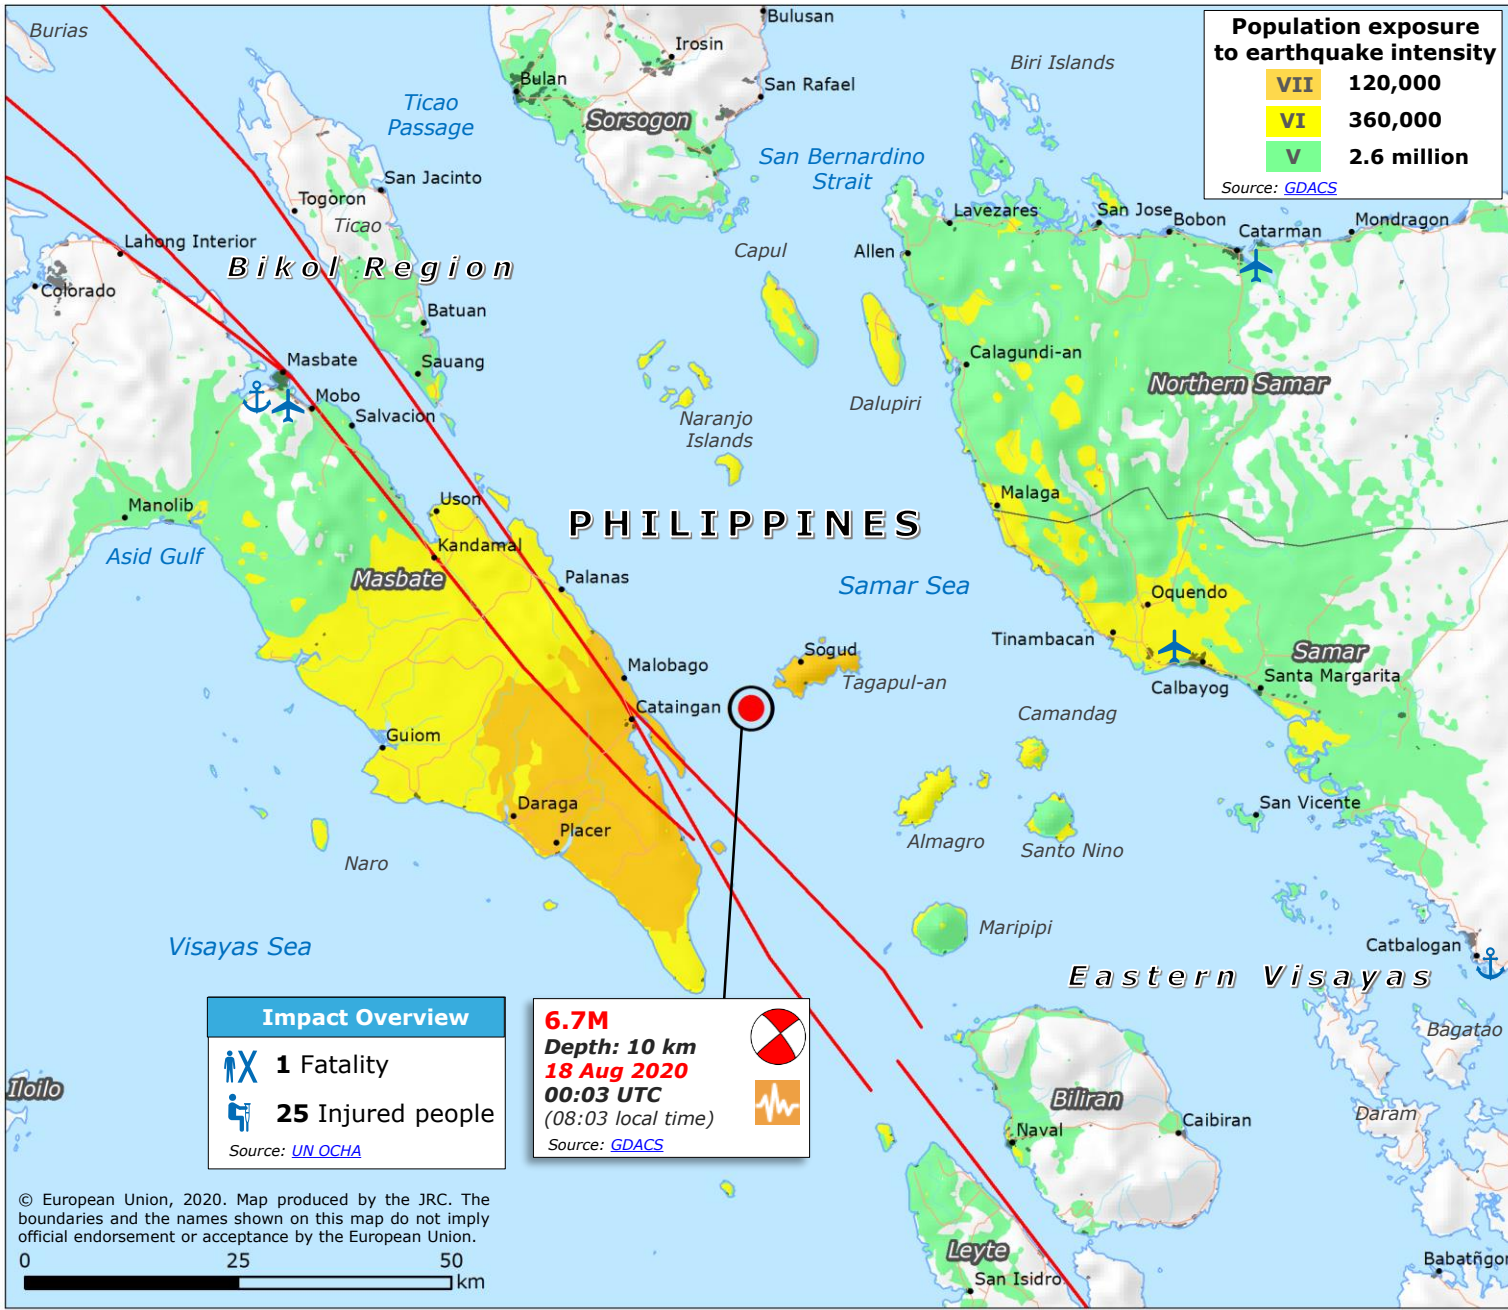 Burias
Bulusan
Irosin
Biri Islands
Bulan
San Rafael
Ticao
Passage
Sorsogon
San Bernardino
Strait
Population exposure
to earthquake intensity
VII 120,000
VI 360,000
V 2.6 million
Source: GDACS
San Jacinto
Togoron
Ticao
Lavezares
San Jose
Bobon
Catarman
Mondragon
Lahong Interior
Capul
Allen
Bikol Region
Colorado
Batuan
Masbate
Sauang
Calagundi-an
Northern Samar
Mobo
Salvacion
Naranjo
Islands
Dalupiri
Manolib
Uson
Malaga
PHILIPPINES
Asid Gulf
Kandamal
Masbate
Palanas
Samar Sea
Oquendo
Tinambacan
Malobago
Sogud
Tagapul-an
Samar
Santa Margarita
Calbayog
Cataingan
Camandag
Guiom
Daraga
Placer
San Vicente
Naro
Almagro
Santo Nino
Maripipi
Visayas Sea
Catbalogan
Eastern Visayas
Bagatao
Impact Overview
1 Fatality
25 Injured people
Source: UN OCHA
6.7M
Depth: 10 km
18 Aug 2020
00:03 UTC
(08:03 local time)
Source: GDACS
Iloilo
Biliran
Naval
Caibiran
Daram
© European Union, 2020. Map produced by the JRC. The
boundaries and the names shown on this map do not imply
official endorsement or acceptance by the European Union.
0 25 50
km
Leyte
San Isidro
Babatñgon